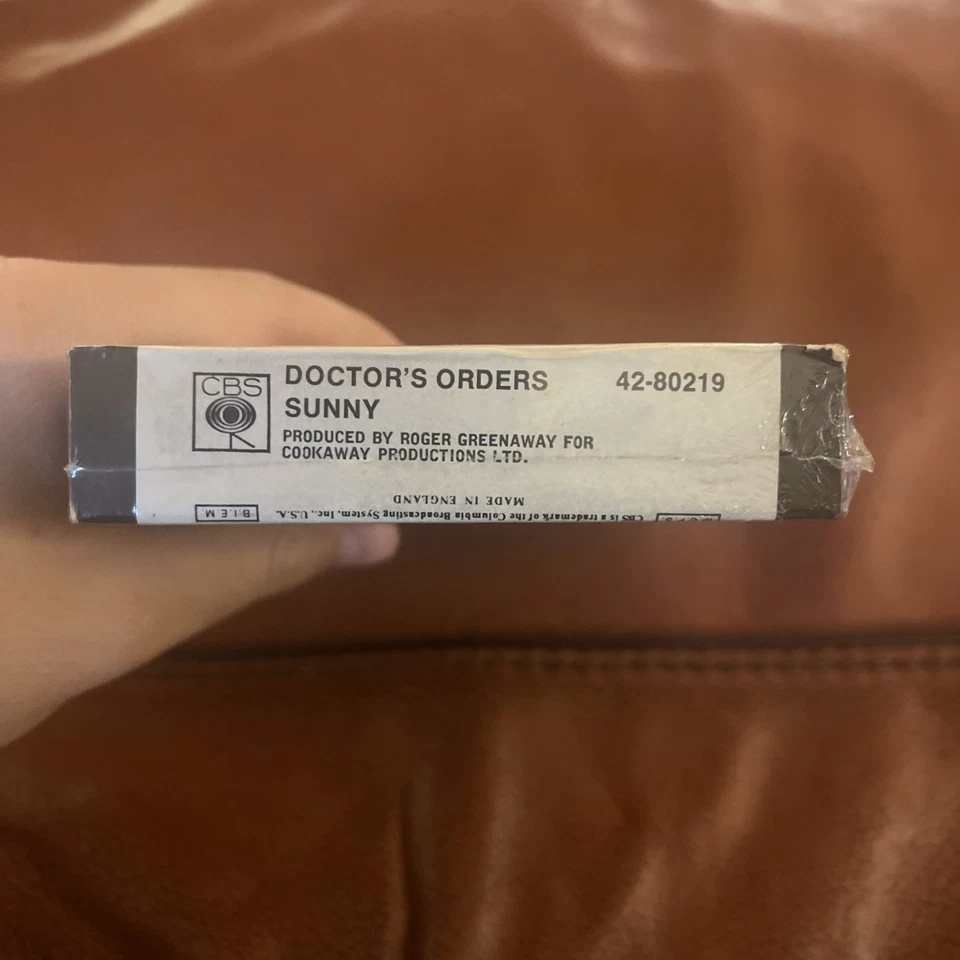 CBS
DOCTOR'S ORDERS 42-80219
SUNNY
PRODUCED BY ROGER GREENAWAY FOR
COOKAWAY PRODUCTIONS LTD.
MADE IN ENGLAND
CBS is a trademark of the Columbia Broadcasting System, Inc., U.S.A.
B.I.E.M.